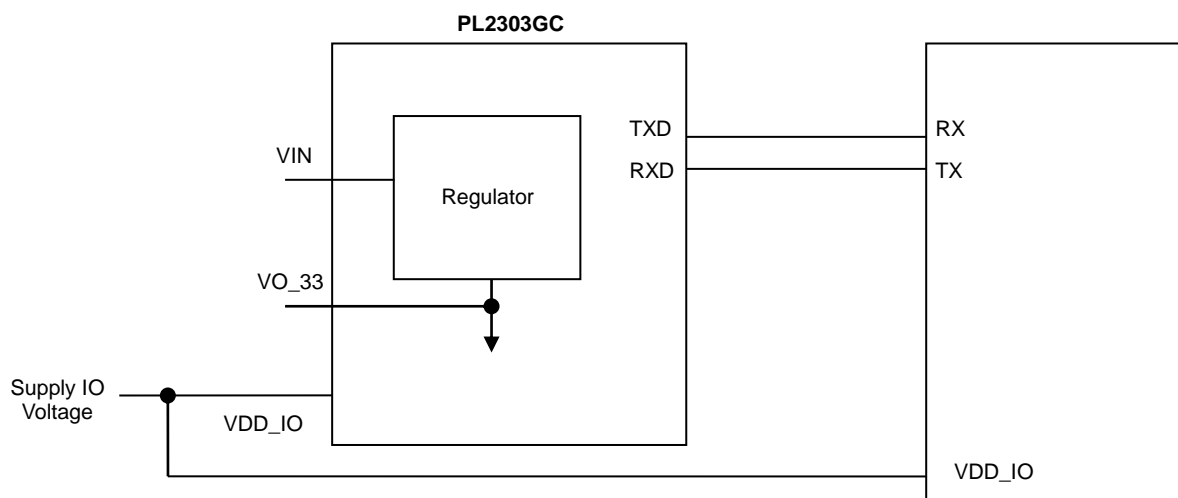 PL2303GC
TXD
RX
VIN
RXD
TX
Regulator
VO_33
Supply IO
Voltage
VDD_IO
VDD_IO